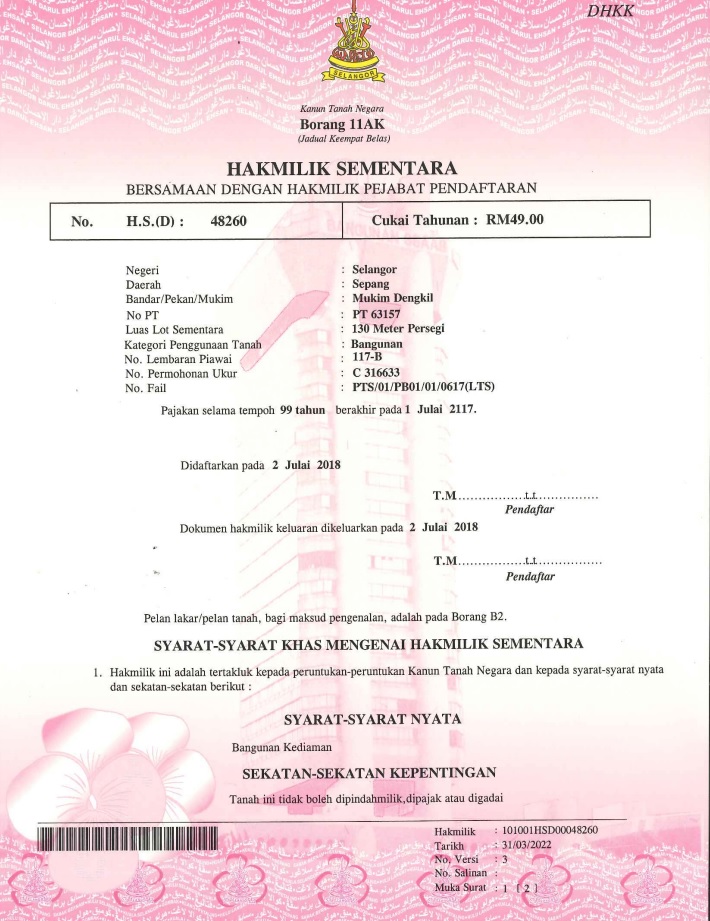 DHKK
SELANGOR
Kanun Tanah Negara
Borang 11AK
(Jadual Keempat Belas)
HAKMILIK SEMENTARA
BERSAMAAN DENGAN HAKMILIK PEJABAT PENDAFTARAN
No. H.S.(D) : 48260 Cukai Tahunan : RM49.00
Negeri : Selangor
Daerah : Sepang
Bandar/Pekan/Mukim : Mukim Dengkil
No PT : PT 63157
Luas Lot Sementara : 130 Meter Persegi
Kategori Penggunaan Tanah : Bangunan
No. Lembaran Piawai : 117-B
No. Permohonan Ukur : C 316633
No. Fail : PTS/01/PB01/01/0617(LTS)
Pajakan selama tempoh 99 tahun berakhir pada 1 Julai 2117.
Didaftarkan pada 2 Julai 2018
T.M....................t.t..................
Pendaftar
Dokumen hakmilik keluaran dikeluarkan pada 2 Julai 2018
T.M....................t.t..................
Pendaftar
Pelan lakar/pelan tanah, bagi maksud pengenalan, adalah pada Borang B2.
SYARAT-SYARAT KHAS MENGENAI HAKMILIK SEMENTARA
1. Hakmilik ini adalah tertakluk kepada peruntukan-peruntukan Kanun Tanah Negara dan kepada syarat-syarat nyata
dan sekatan-sekatan berikut :
SYARAT-SYARAT NYATA
Bangunan Kediaman
SEKATAN-SEKATAN KEPENTINGAN
Tanah ini tidak boleh dipindahmilik,dipajak atau digadai
Hakmilik : 101001HSD00048260
Tarikh : 31/03/2022
No. Versi : 3
No. Salinan :
Muka Surat : 1 [ 2 ]